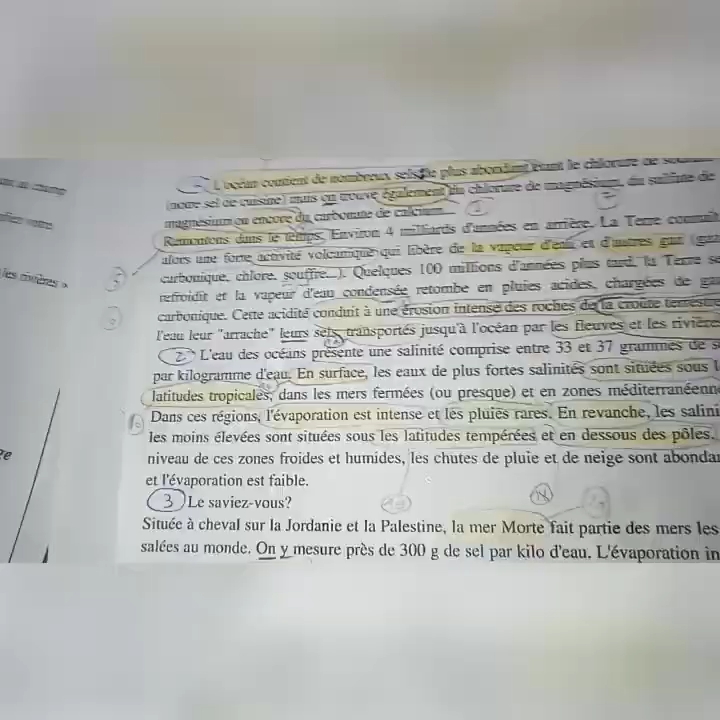 L'océan contient de nombreux sels, le plus abondant étant le chlorure de
(notre sel de cuisine) mais on trouve également du chlorure de magnésium, du sulfate de
magnésium ou encore du carbonate de calcium.
Remontons dans le temps. Environ 4 milliards d'années en arrière. La Terre
alors une forte activité volcanique qui libère de la vapeur d'eau et d'autres gaz
carbonique, chlore, souffre...). Quelques 100 millions d'années plus tard, la Terre se
les rivières »
refroidit et la vapeur d'eau condensée retombe en pluies acides, chargées de
carbonique. Cette acidité conduit à une érosion intense des roches de la croûte
l'eau leur "arrache" leurs sels, transportés jusqu'à l'océan par les fleuves et les
2 L'eau des océans présente une salinité comprise entre 33 et 37 grammes de
par kilogramme d'eau. En surface, les eaux de plus fortes salinités sont situées sous
latitudes tropicales, dans les mers fermées (ou presque) et en zones
Dans ces régions, l'évaporation est intense et les pluies rares. En revanche, les
les moins élevées sont situées sous les latitudes tempérées et en dessous des pôles.
niveau de ces zones froides et humides, les chutes de pluie et de neige sont
et l'évaporation est faible.
3 Le saviez-vous?
Située à cheval sur la Jordanie et la Palestine, la mer Morte fait partie des mers les
salées au monde. On y mesure près de 300 g de sel par kilo d'eau. L'évaporation